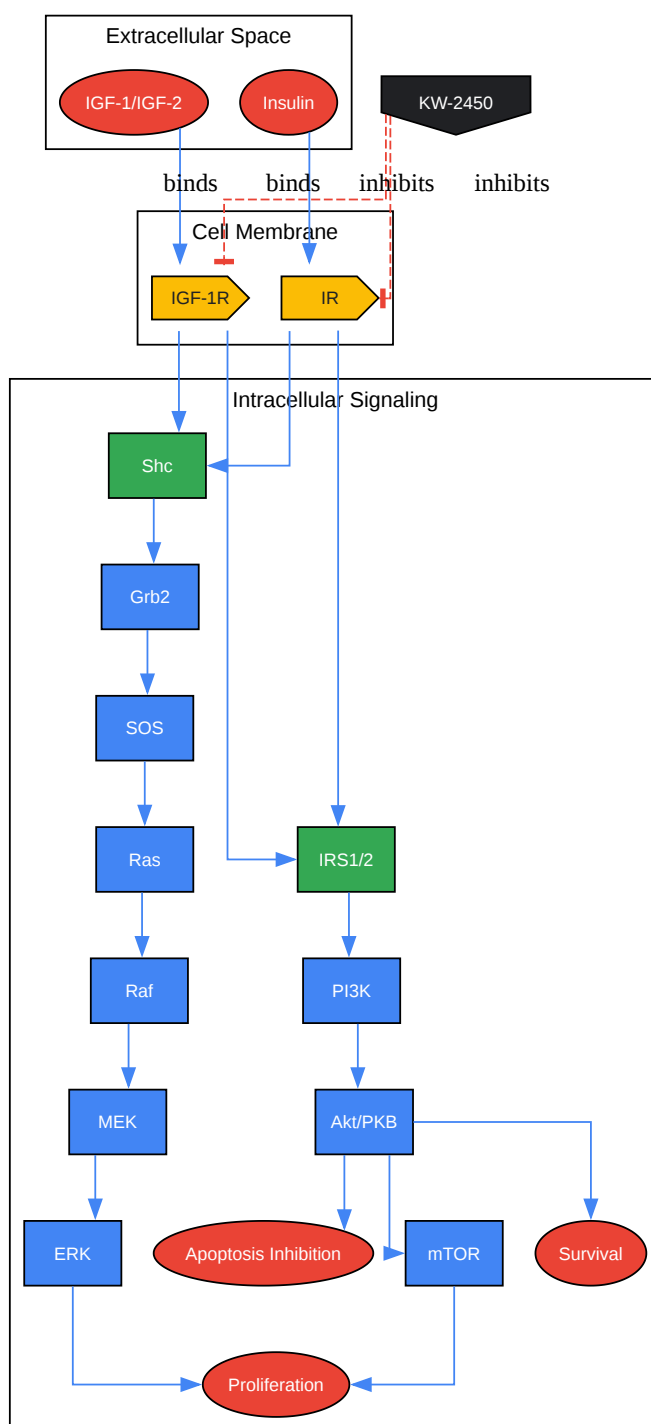 Extracellular Space
IGF-1/IGF-2
Insulin
KW-2450
binds
binds
inhibits
inhibits
Cell Membrane
IGF-1R
IR
Intracellular Signaling
Shc
Grb2
SOS
Ras
IRS1/2
Raf
PI3K
MEK
Akt/PKB
ERK
Apoptosis Inhibition
mTOR
Survival
Proliferation